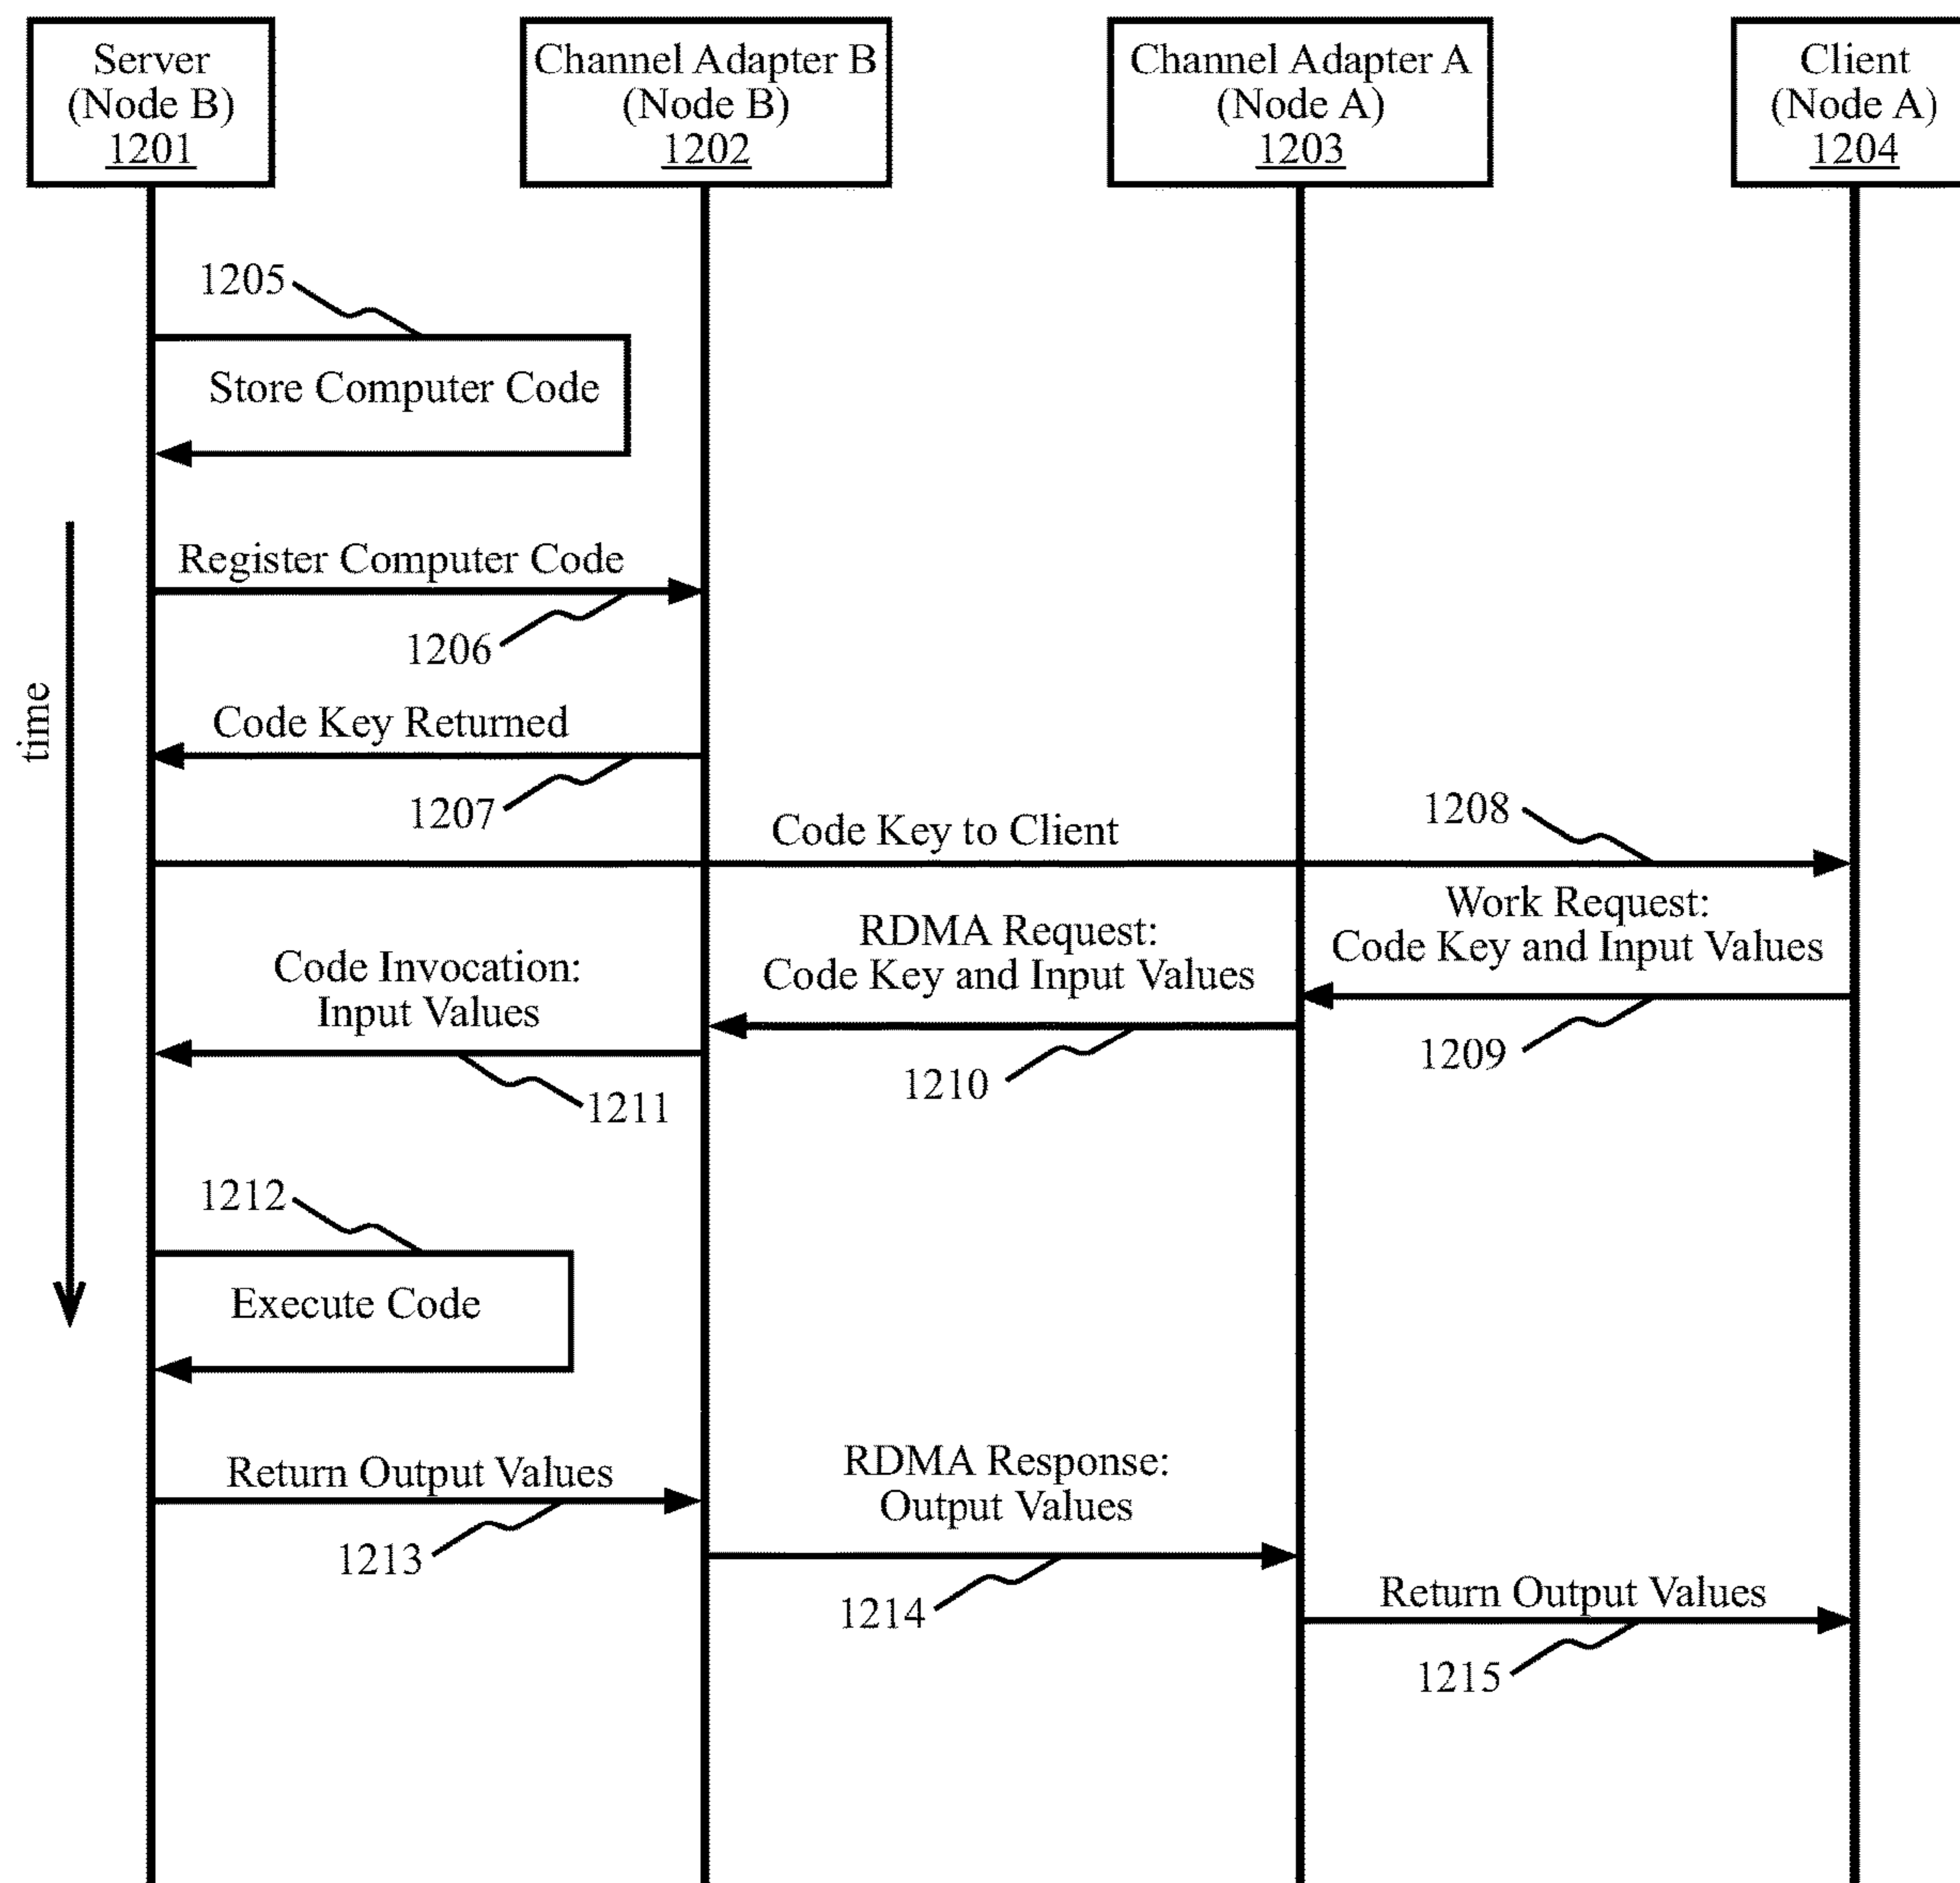 Server
(Node B)
1201
Channel Adapter B
(Node B)
1202
Channel Adapter A
(Node A)
1203
Client
(Node A)
1204
1205
Store Computer Code
Register Computer Code
1206
time
Code Key Returned
1207
Code Key to Client
1208
Work Request:
Code Key and Input Values
1209
RDMA Request:
Code Key and Input Values
1210
Code Invocation:
Input Values
1211
1212
Execute Code
Return Output Values
1213
RDMA Response:
Output Values
1214
Return Output Values
1215